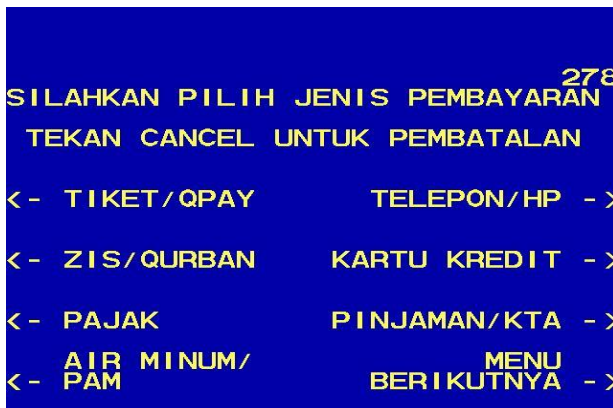 278
SILAHKAN PILIH JENIS PEMBAYARAN
TEKAN CANCEL UNTUK PEMBATALAN
<- TIKET/QPAY TELEPON/HP ->
<- ZIS/QURBAN KARTU KREDIT ->
<- PAJAK PINJAMAN/KTA ->
AIR MINUM/ MENU
<- PAM BERIKUTNYA ->